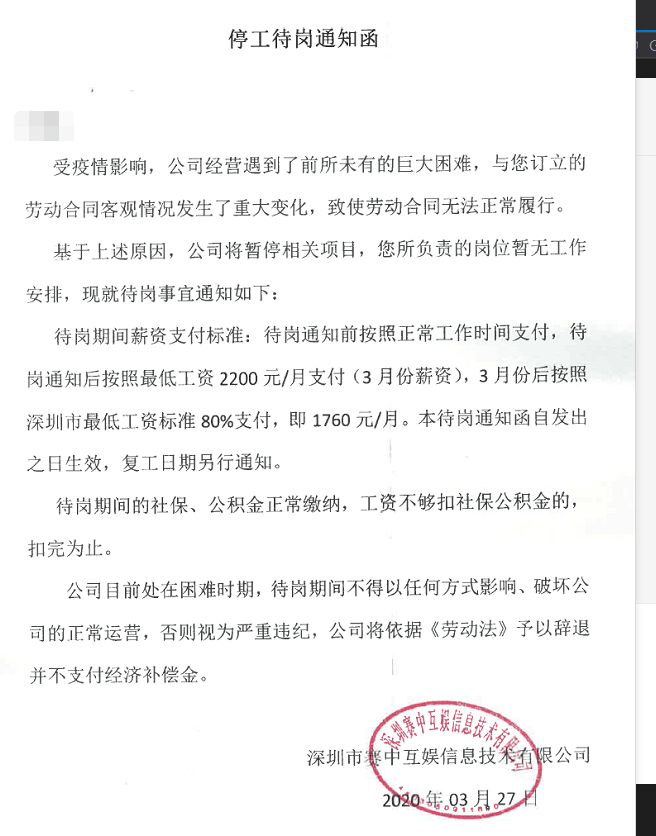 停工待岗通知函
受疫情影响，公司经营遇到了前所未有的巨大困难，与您订立的
劳动合同客观情况发生了重大变化，致使劳动合同无法正常履行。
基于上述原因，公司将暂停相关项目，您所负责的岗位暂无工作
安排，现就待岗事宜通知如下：
待岗期间薪资支付标准：待岗通知前按照正常工作时间支付，待
岗通知后按照最低工资 2200 元/月支付（3 月份薪资），3 月份后按照
深圳市最低工资标准 80%支付，即 1760 元/月。本待岗通知函自发出
之日生效，复工日期另行通知。
待岗期间的社保、公积金正常缴纳，工资不够扣社保公积金的，
扣完为止。
公司目前处在困难时期，待岗期间不得以任何方式影响、破坏公
司的正常运营，否则视为严重违纪，公司将依据《劳动法》予以辞退
并不支付经济补偿金。
深圳市赛中互娱信息技术有限公司
深圳赛中互娱信息技术有限公司
2020 年 03 月 27 日